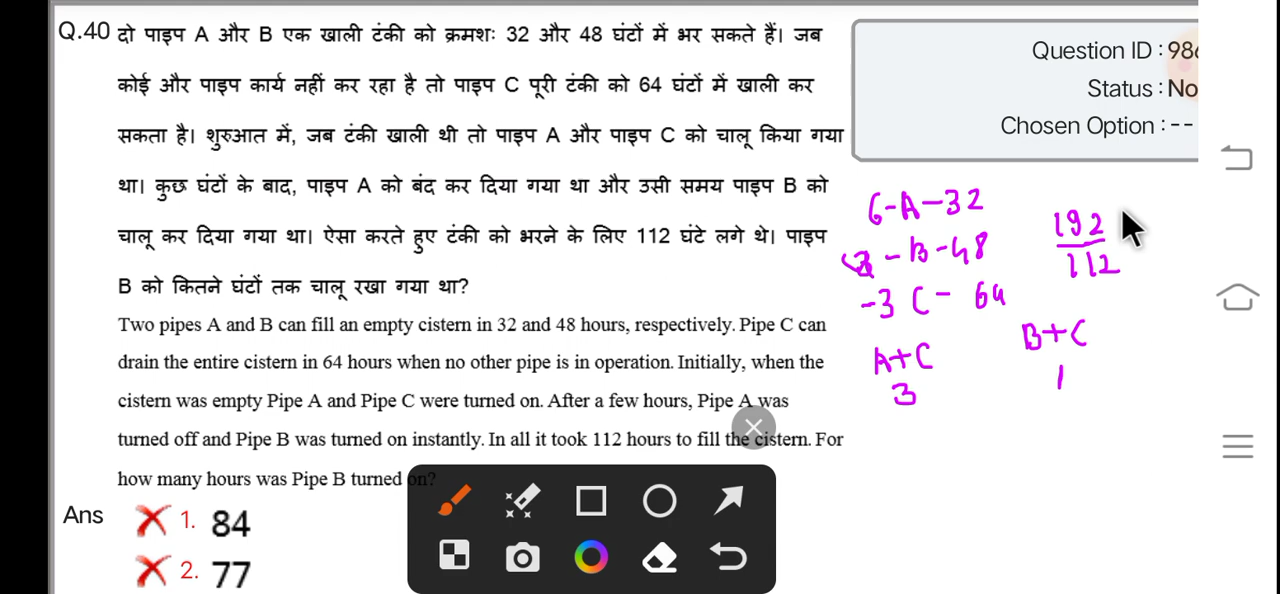 Q.40 दो पाइप A और B एक खाली टंकी को क्रमशः 32 और 48 घंटों में भर सकते हैं। जब
कोई और पाइप कार्य नहीं कर रहा है तो पाइप C पूरी टंकी को 64 घंटों में खाली कर
सकता है। शुरुआत में, जब टंकी खाली थी तो पाइप A और पाइप C को चालू किया गया
था। कुछ घंटों के बाद, पाइप A को बंद कर दिया गया था और उसी समय पाइप B को
चालू कर दिया गया था। ऐसा करते हुए टंकी को भरने के लिए 112 घंटे लगे थे। पाइप
B को कितने घंटों तक चालू रखा गया था?
Two pipes A and B can fill an empty cistern in 32 and 48 hours, respectively. Pipe C can
drain the entire cistern in 64 hours when no other pipe is in operation. Initially, when the
cistern was empty Pipe A and Pipe C were turned on. After a few hours, Pipe A was
turned off and Pipe B was turned on instantly. In all it took 112 hours to fill the cistern. For
how many hours was Pipe B turned on?
Ans
1. 84
2. 77
Question ID : 98
Status : No
Chosen Option : --
6-A-32
- B-48
-3 C- 64
A+C
3
192
112
B+C
1